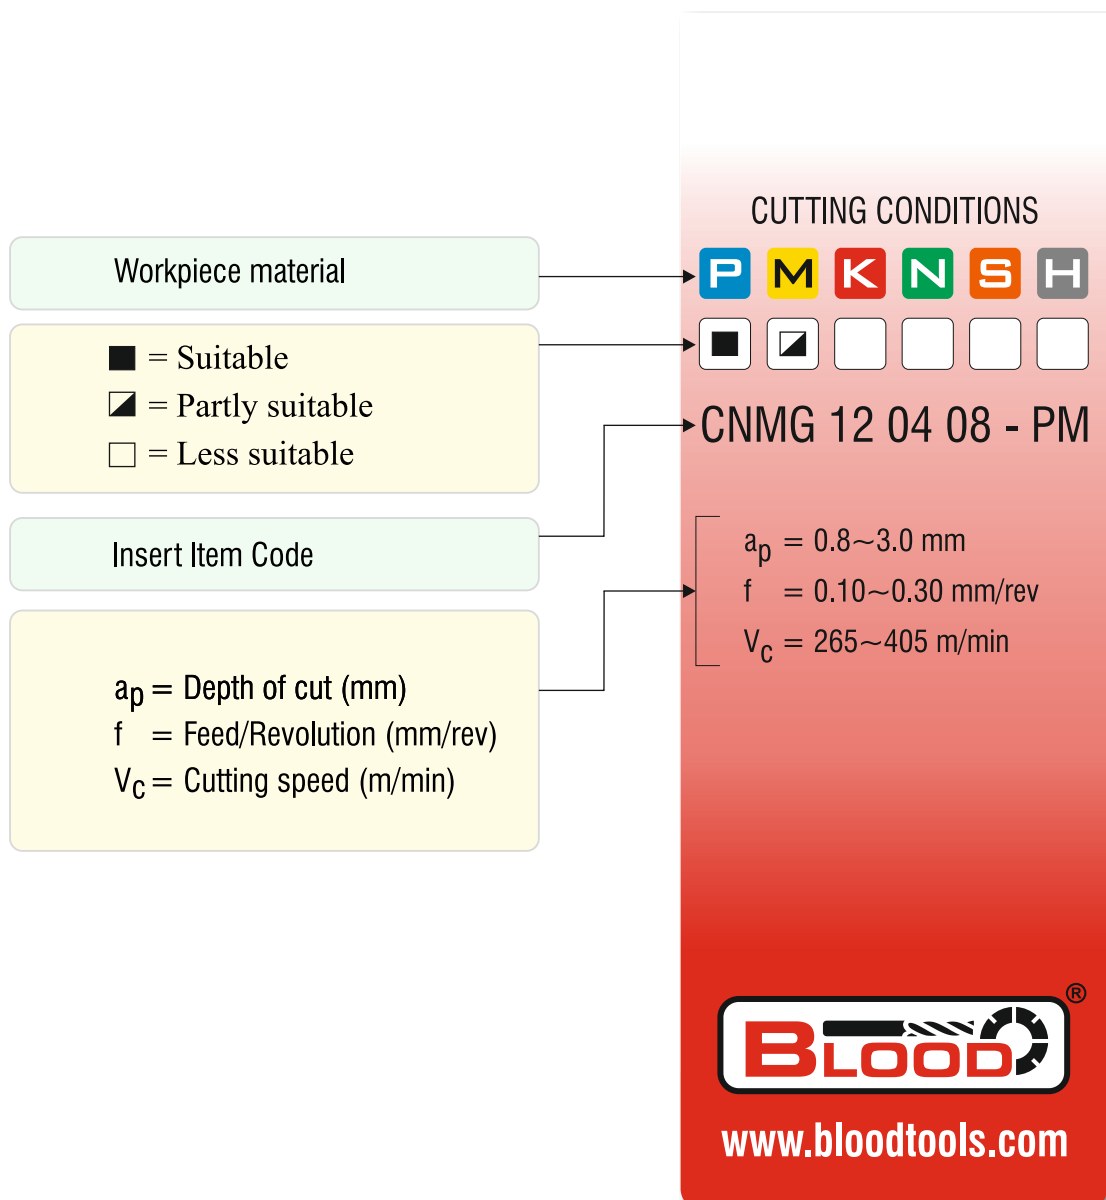 Workpiece material
= Suitable
= Partly suitable
= Less suitable
Insert Item Code
ap = Depth of cut (mm)
f = Feed/Revolution (mm/rev)
Vc = Cutting speed (m/min)
CUTTING CONDITIONS
P M K N S H
CNMG 12 04 08 - PM
ap = 0.8~3.0 mm
f = 0.10~0.30 mm/rev
Vc = 265~405 m/min
BLOOD ®
www.bloodtools.com